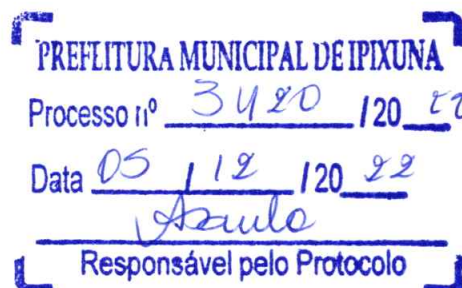 PREFEITURA MUNICIPAL DE IPIXUNA
Processo nº 3420 /20 22
Data 05 / 12 / 20 22
Responsável pelo Protocolo